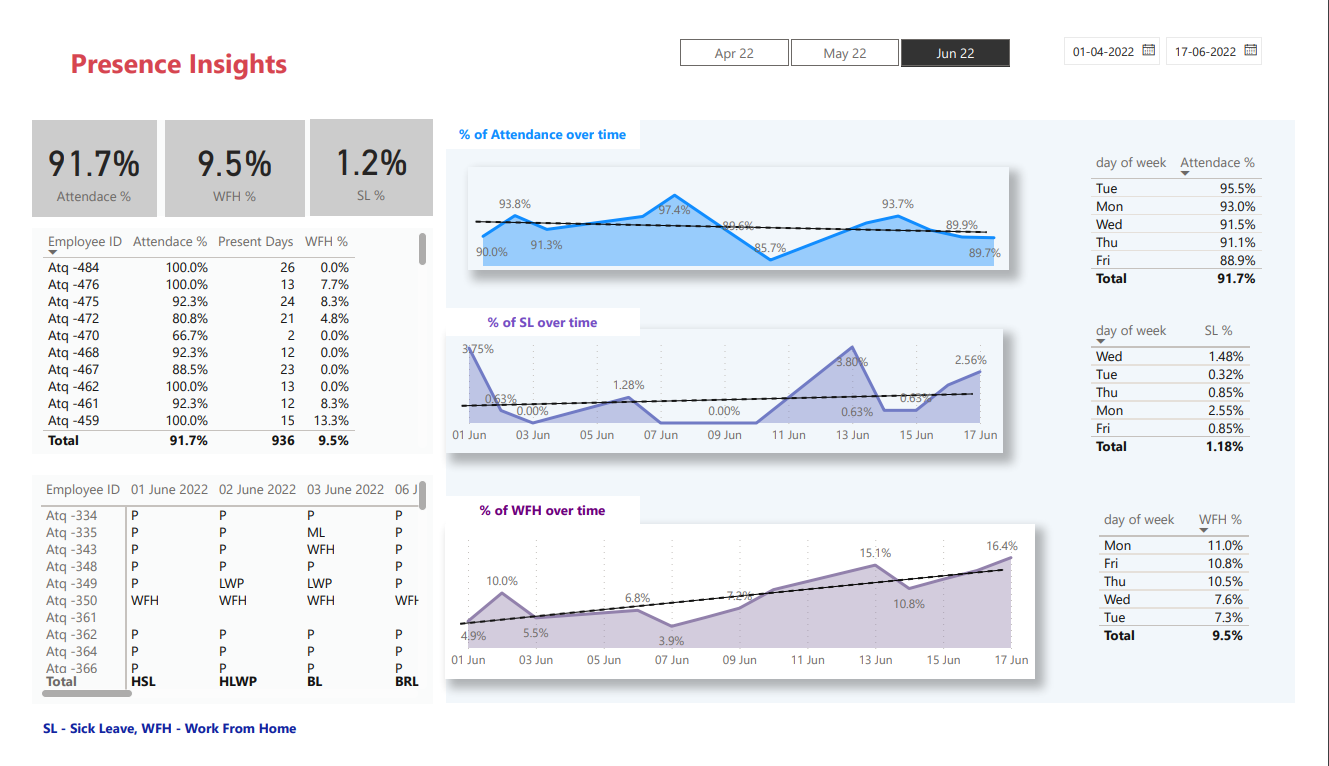 Presence Insights
Apr 22 May 22 Jun 22
01-04-2022 17-06-2022
91.7%
Attendace %
9.5%
WFH %
1.2%
SL %
Employee ID Attendace % Present Days WFH %
Atq -484 100.0% 26 0.0%
Atq -476 100.0% 13 7.7%
Atq -475 92.3% 24 8.3%
Atq -472 80.8% 21 4.8%
Atq -470 66.7% 2 0.0%
Atq -468 92.3% 12 0.0%
Atq -467 88.5% 23 0.0%
Atq -462 100.0% 13 0.0%
Atq -461 92.3% 12 8.3%
Atq -459 100.0% 15 13.3%
Total 91.7% 936 9.5%
Employee ID 01 June 2022 02 June 2022 03 June 2022 06 J
Atq -334 P P P P
Atq -335 P P ML P
Atq -343 P P WFH P
Atq -348 P P P P
Atq -349 P LWP LWP P
Atq -350 WFH WFH WFH WFH
Atq -361
Atq -362 P P P P
Atq -364 P P P P
Atq -366 P P P P
Total HSL HLWP BL BRL
% of Attendance over time
90.0% 93.8% 91.3% 97.4% 89.6% 85.7% 93.7% 89.9% 89.7%
day of week Attendace %
Tue 95.5%
Mon 93.0%
Wed 91.5%
Thu 91.1%
Fri 88.9%
Total 91.7%
% of SL over time
3.75% 0.63% 0.00% 1.28% 0.00% 3.80% 0.63% 0.63% 2.56%
01 Jun 03 Jun 05 Jun 07 Jun 09 Jun 11 Jun 13 Jun 15 Jun 17 Jun
day of week SL %
Wed 1.48%
Tue 0.32%
Thu 0.85%
Mon 2.55%
Fri 0.85%
Total 1.18%
% of WFH over time
4.9% 10.0% 5.5% 6.8% 3.9% 7.2% 15.1% 10.8% 16.4%
01 Jun 03 Jun 05 Jun 07 Jun 09 Jun 11 Jun 13 Jun 15 Jun 17 Jun
day of week WFH %
Mon 11.0%
Fri 10.8%
Thu 10.5%
Wed 7.6%
Tue 7.3%
Total 9.5%
SL - Sick Leave, WFH - Work From Home